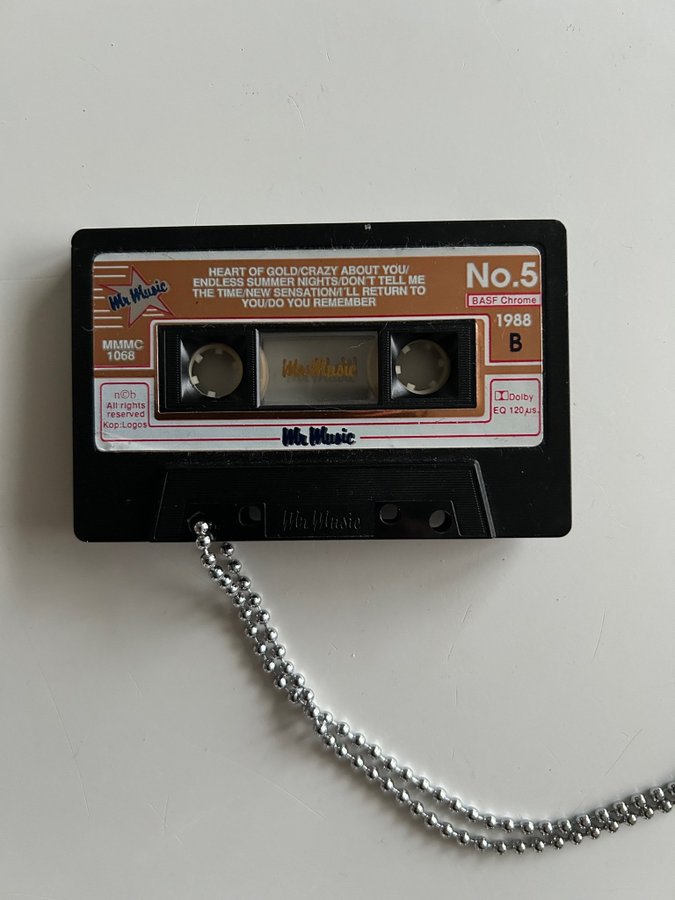 Mr Music
HEART OF GOLD/CRAZY ABOUT YOU/
ENDLESS SUMMER NIGHTS/DON'T TELL ME
THE TIME/NEW SENSATION/I'LL RETURN TO
YOU/DO YOU REMEMBER
No.5
BASF Chrome
1988
B
MMMC
1068
Mr Music
n©b
All rights
reserved
Kop:Logos
Dolby
EQ 120 µs.
Mr Music
Mr Music